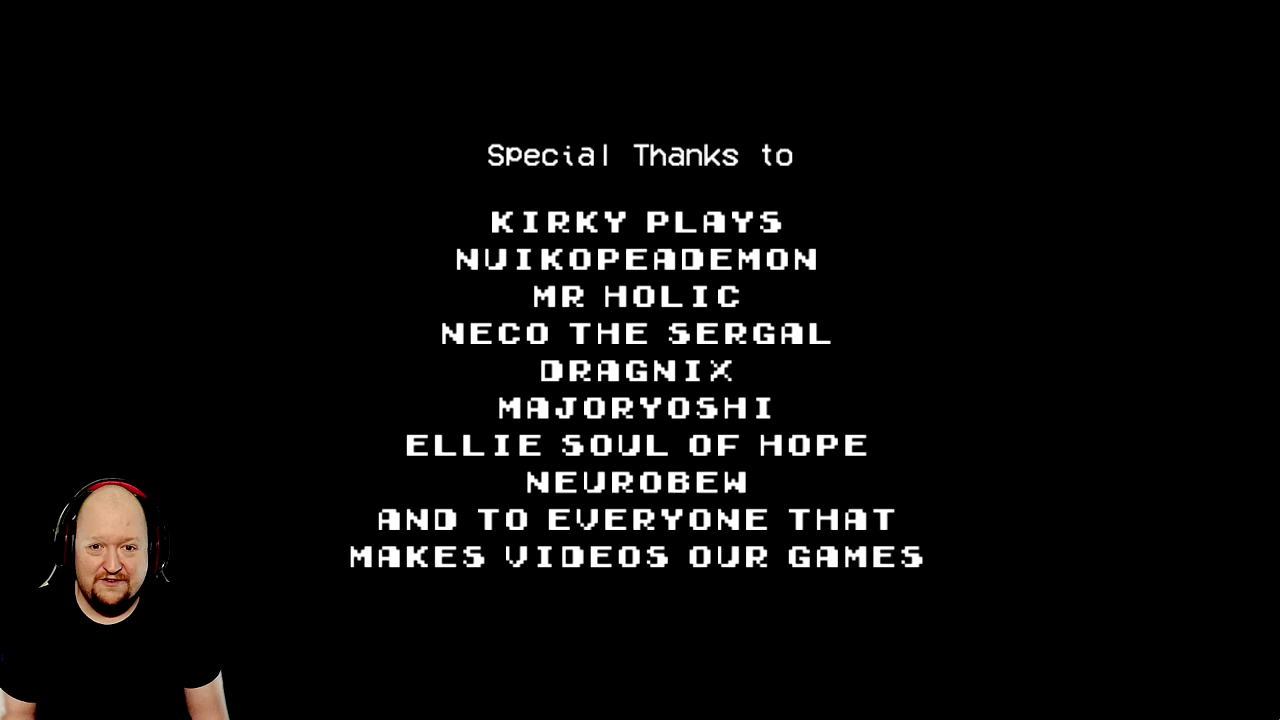 Special Thanks to
KIRKY PLAYS
NUIKOPEADEMON
MR HOLIC
NECO THE SERGAL
DRAGNIX
MAJORYOSHI
ELLIE SOUL OF HOPE
NEUROBEW
AND TO EVERYONE THAT
MAKES VIDEOS OUR GAMES